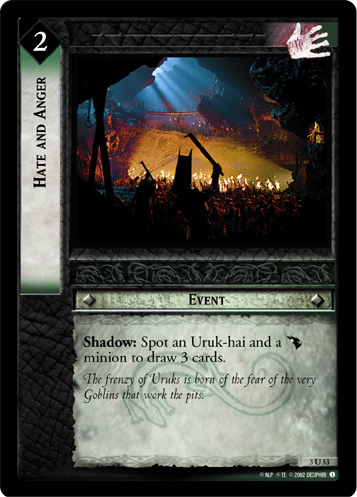 2
HATE AND ANGER
EVENT
Shadow: Spot an Uruk-hai and a
minion to draw 3 cards.
The frenzy of Uruks is born of the fear of the very
Goblins that work the pits.
3 U 53
© NLP ©TE © 2002 DECIPHER